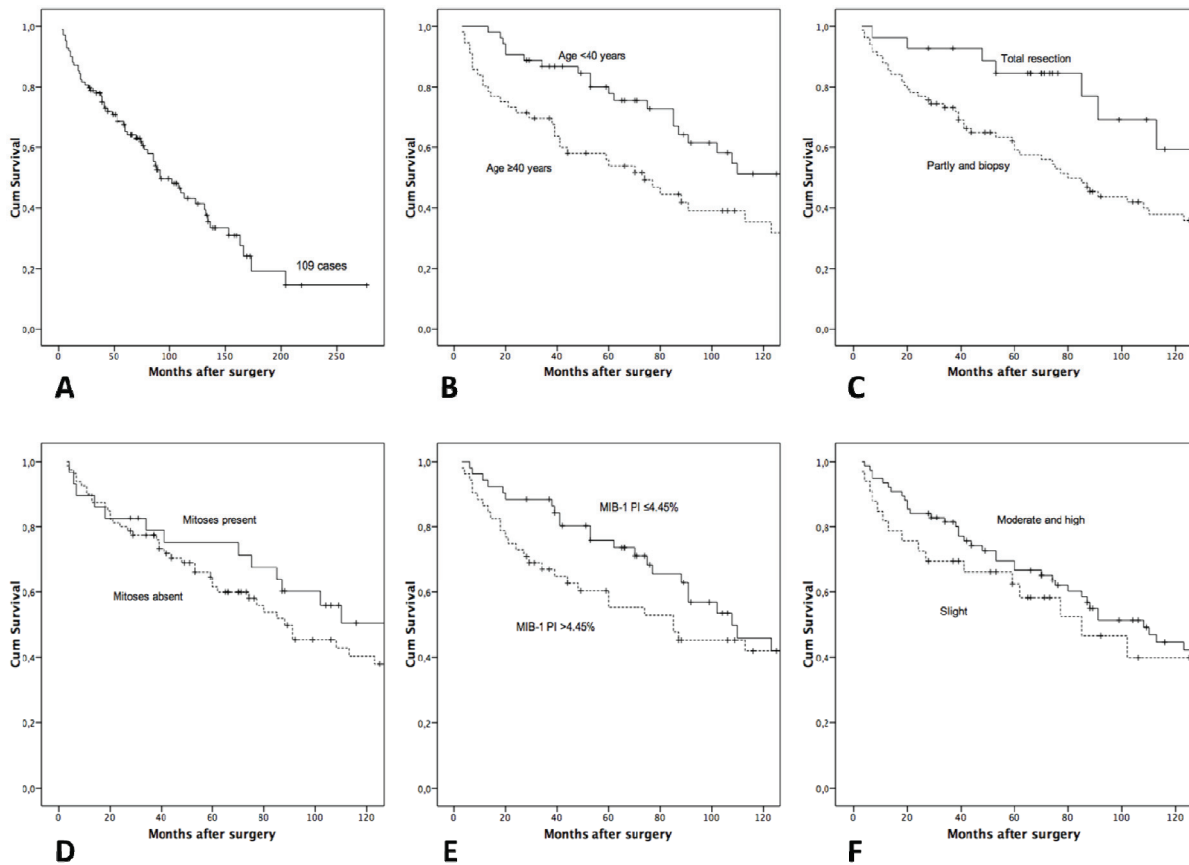 1,0
0,8
0,6
0,4
0,2
0,0
Cum Survival
109 cases
0 50 100 150 200 250
Months after surgery
A
1,0
0,8
0,6
0,4
0,2
0,0
Cum Survival
Age <40 years
Age ≥40 years
0 20 40 60 80 100 120
Months after surgery
B
1,0
0,8
0,6
0,4
0,2
0,0
Cum Survival
Total resection
Partly and biopsy
0 20 40 60 80 100 120
Months after surgery
C
1,0
0,8
0,6
0,4
0,2
0,0
Cum Survival
Mitoses present
Mitoses absent
0 20 40 60 80 100 120
Months after surgery
D
1,0
0,8
0,6
0,4
0,2
0,0
Cum Survival
MIB-1 PI ≤4.45%
MIB-1 PI >4.45%
0 20 40 60 80 100 120
Months after surgery
E
1,0
0,8
0,6
0,4
0,2
0,0
Cum Survival
Moderate and high
Slight
0 20 40 60 80 100 120
Months after surgery
F